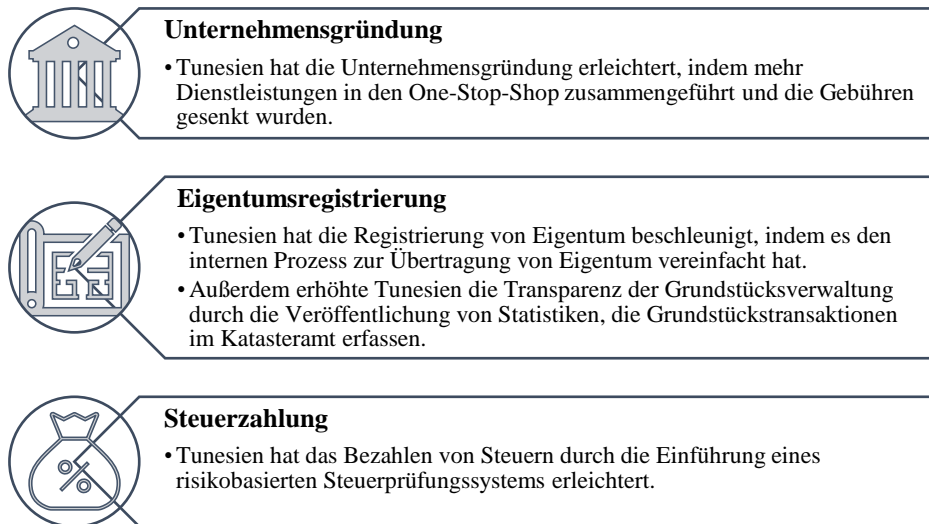 Unternehmensgründung
• Tunesien hat die Unternehmensgründung erleichtert, indem mehr
Dienstleistungen in den One-Stop-Shop zusammengeführt und die Gebühren
gesenkt wurden.
Eigentumsregistrierung
• Tunesien hat die Registrierung von Eigentum beschleunigt, indem es den
internen Prozess zur Übertragung von Eigentum vereinfacht hat.
• Außerdem erhöhte Tunesien die Transparenz der Grundstücksverwaltung
durch die Veröffentlichung von Statistiken, die Grundstückstransaktionen
im Katasteramt erfassen.
Steuerzahlung
• Tunesien hat das Bezahlen von Steuern durch die Einführung eines
risikobasierten Steuerprüfungssystems erleichtert.
%